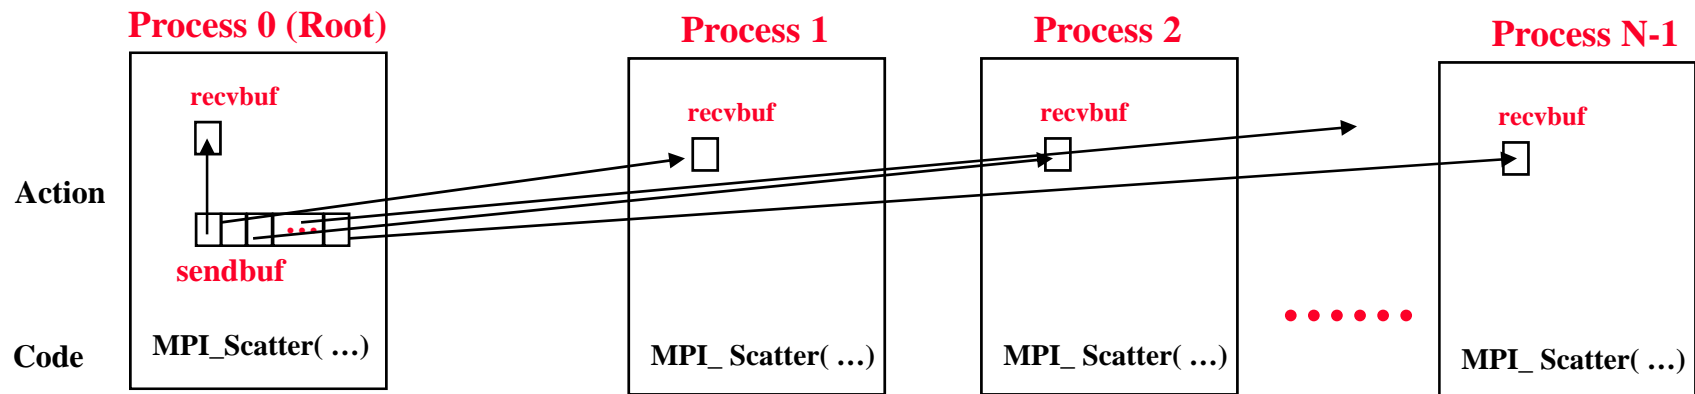 Process 0 (Root)
Process 1
Process 2
Process N-1
recvbuf
recvbuf
recvbuf
recvbuf
Action
...
sendbuf
......
Code
MPI_Scatter( …)
MPI_ Scatter( …)
MPI_ Scatter( …)
MPI_ Scatter( …)